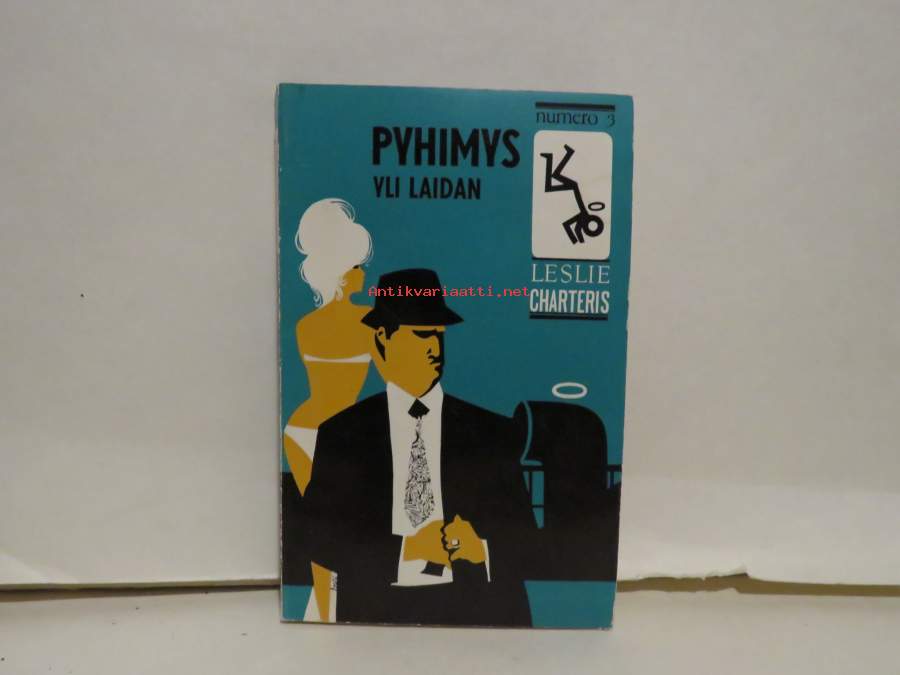 numero 3
PYHIMYS
YLI LAIDAN
LESLIE
CHARTERIS
Antikvariaatti.net